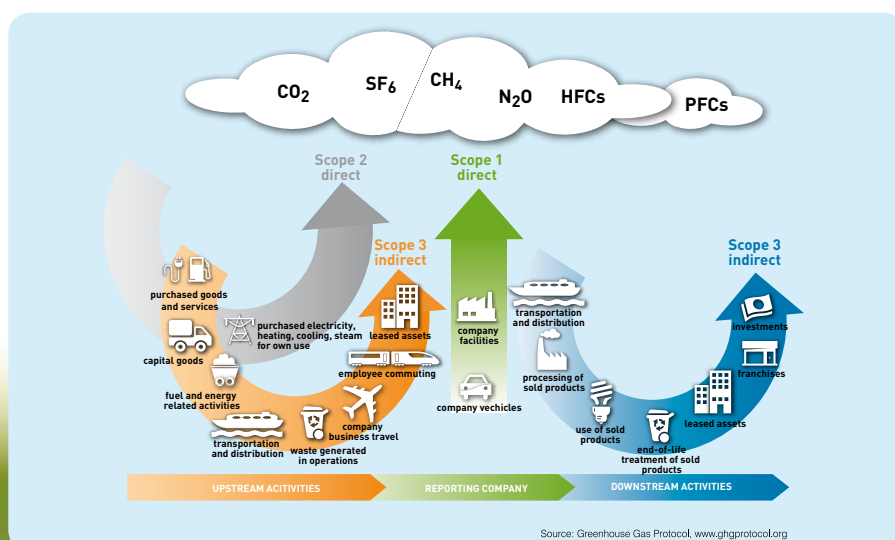 CO2
SF6
CH4
N2O
HFCs
PFCs
Scope 2
direct
Scope 1
direct
Scope 3
indirect
Scope 3
indirect
purchased goods
and services
capital goods
fuel and energy
related activities
purchased electricity,
heating, cooling, steam
for own use
transportation
and distribution
waste generated
in operations
company
business travel
employee commuting
leased assets
company
facilities
company vechicles
transportation
and distribution
processing of
sold products
use of sold
products
end-of-life
treatment of sold
products
leased assets
franchises
investments
UPSTREAM ACITIVITIES
REPORTING COMPANY
DOWNSTREAM ACTIVITIES
Source: Greenhouse Gas Protocol, www.ghgprotocol.org